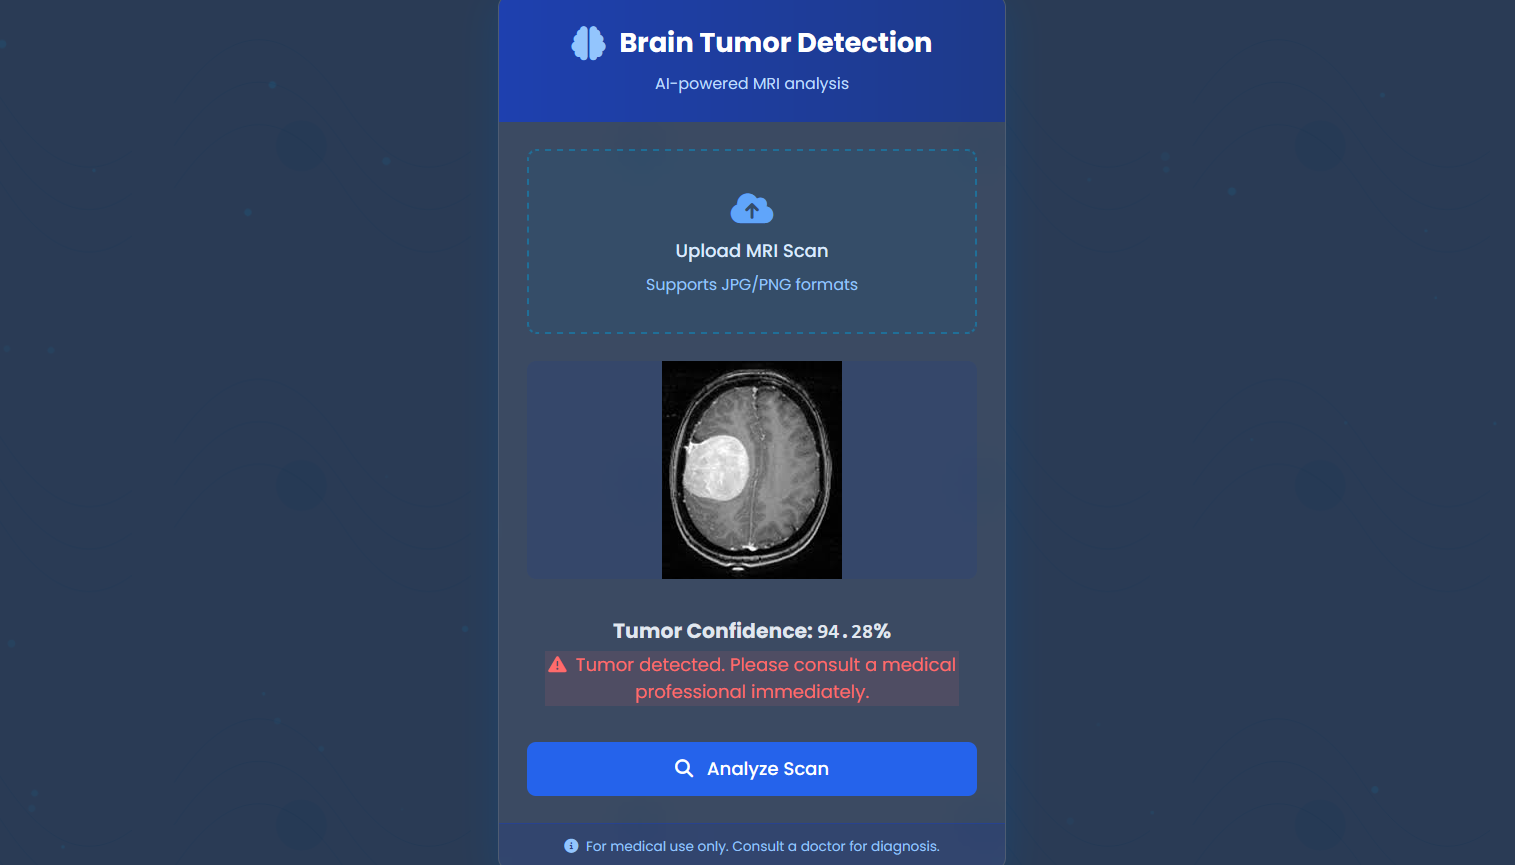 Brain Tumor Detection
AI-powered MRI analysis
Upload MRI Scan
Supports JPG/PNG formats
Tumor Confidence: 94.28%
Tumor detected. Please consult a medical
professional immediately.
Analyze Scan
For medical use only. Consult a doctor for diagnosis.